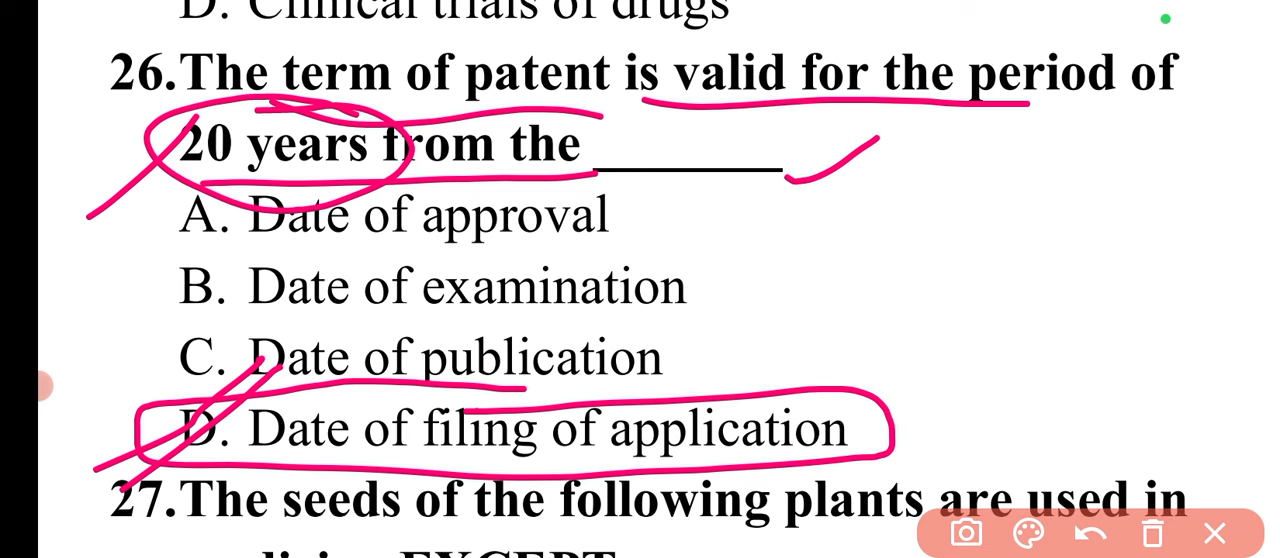 D. Clinical trials of drugs
26.The term of patent is valid for the period of
20 years from the ________
A. Date of approval
B. Date of examination
C. Date of publication
D. Date of filing of application
27.The seeds of the following plants are used in
EXCEPT